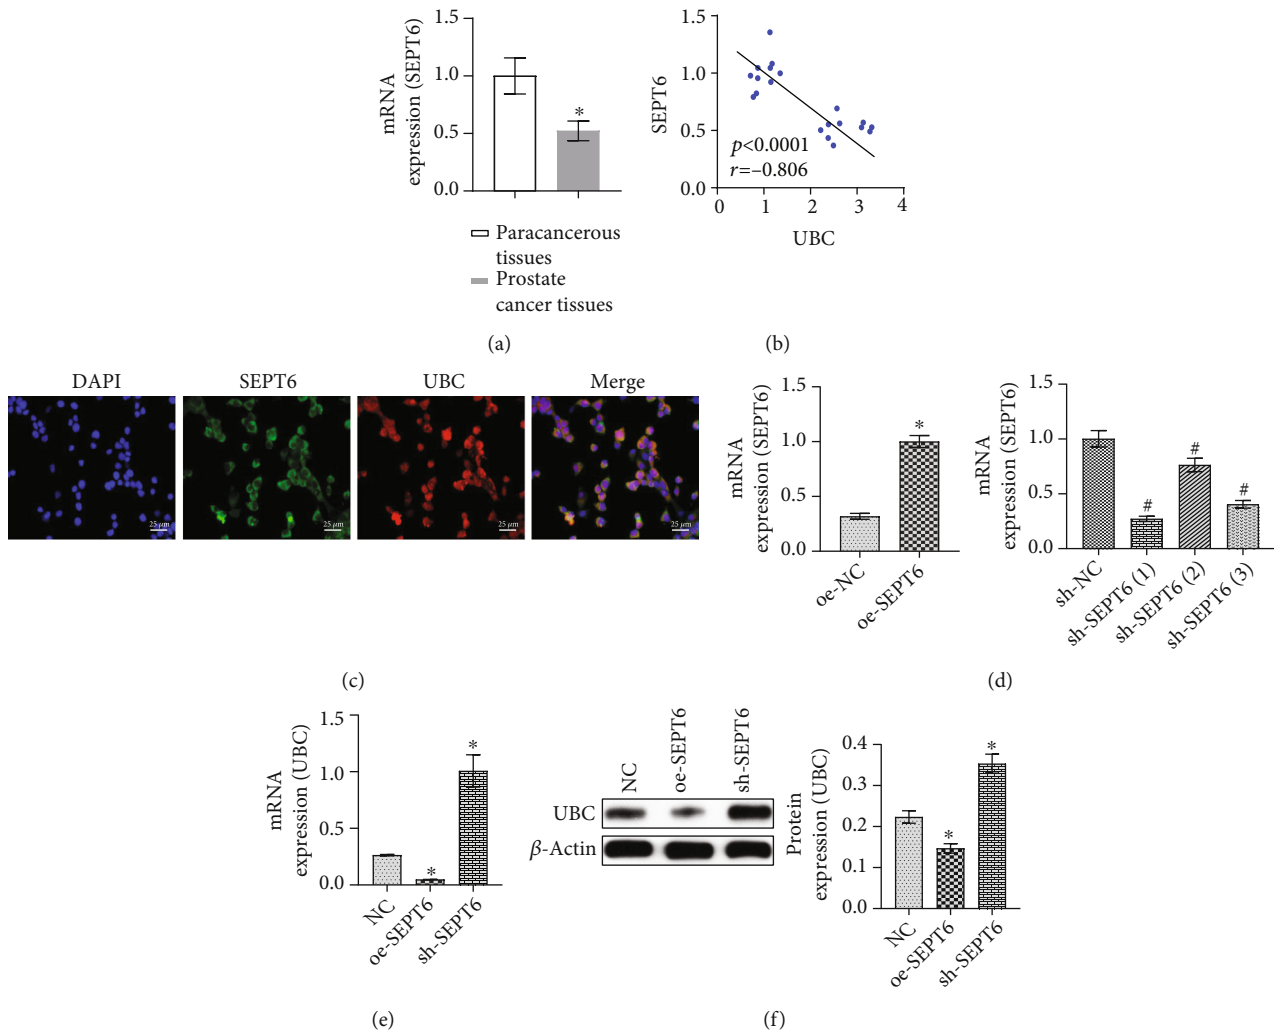 mRNA
expression (SEPT6)
1.5
1.0
0.5
0.0
*
Paracancerous
tissues
Prostate
cancer tissues
(a)
SEPT6
1.5
1.0
0.5
0.0
p<0.0001
r=–0.806
0 1 2 3 4
UBC
(b)
DAPI SEPT6 UBC Merge
25 μm 25 μm 25 μm 25 μm
(c)
mRNA
expression (SEPT6)
1.5
1.0
0.5
0.0
*
oe-NC
oe-SEPT6
mRNA
expression (SEPT6)
1.5
1.0
0.5
0.0
# # #
sh-NC
sh-SEPT6 (1)
sh-SEPT6 (2)
sh-SEPT6 (3)
(d)
mRNA
expression (UBC)
1.5
1.0
0.5
0.0
* *
NC
oe-SEPT6
sh-SEPT6
(e)
NC
oe-SEPT6
sh-SEPT6
UBC
β-Actin
Protein
expression (UBC)
0.4
0.3
0.2
0.1
0.0
* *
NC
oe-SEPT6
sh-SEPT6
(f)